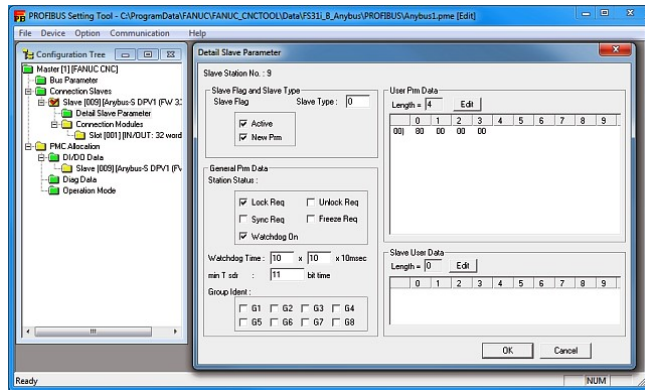 PROFIBUS Setting Tool - C:\ProgramData\FANUC\FANUC_CNCTOOL\Data\FS31i_B_Anybus\PROFIBUS\Anybus1.pme [Edit]
File Device Option Communication Help
Configuration Tree
Master [1] [FANUC CNC]
Bus Parameter
Connection Slaves
Slave [009] [Anybus-S DPV1 (FW 3.
Detail Slave Parameter
Connection Modules
Slot [001] [IN/OUT: 32 word
PMC Allocation
DI/DO Data
Slave [009] [Anybus-S DPV1 (FV
Diag Data
Operation Mode
Detail Slave Parameter
Slave Station No. : 9
Slave Flag and Slave Type
Slave Flag Slave Type : 0
Active
New Prm
General Prm Data
Station Status :
Lock Req Unlock Req
Sync Req Freeze Req
Watchdog On
Watchdog Time : 10 x 10 x 10msec
min T sdr : 11 bit time
Group Ident :
G1 G2 G3 G4
G5 G6 G7 G8
User Prm Data
Length = 4 Edit
0 1 2 3 4 5 6 7 8 9
00) 80 00 00 00
Slave User Data
Length = 0 Edit
0 1 2 3 4 5 6 7 8 9
OK Cancel
Ready NUM